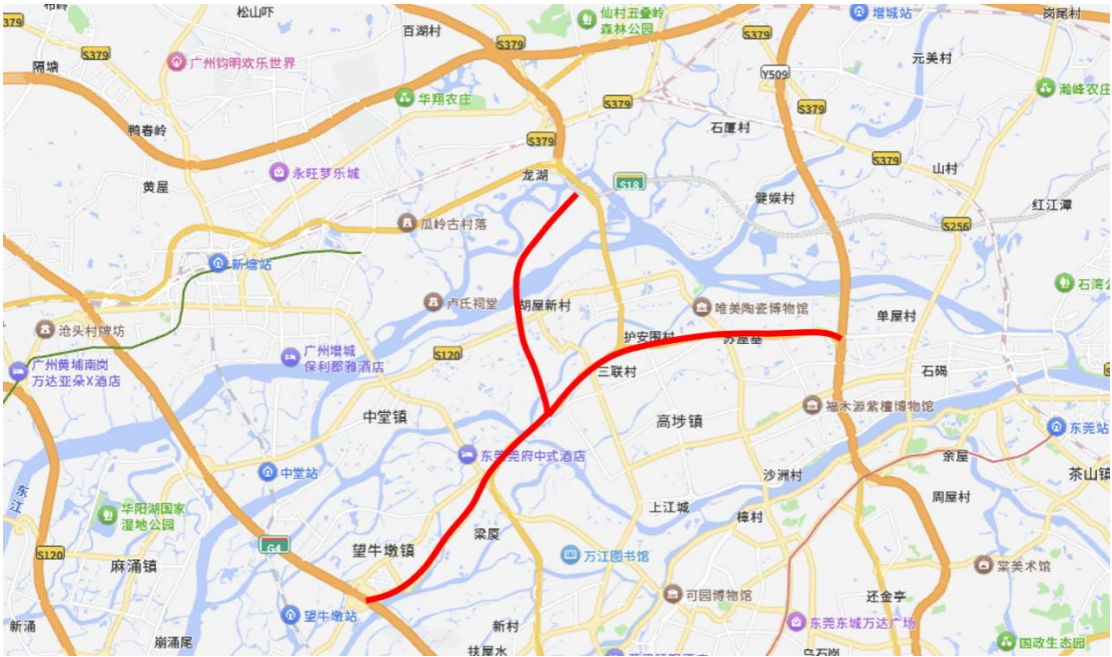 松山吓
百湖村
仙村五叠岭
森林公园
增城站
岗尾村
S379
S379
S379
S379
隔塘
广州钧明欢乐世界
元美村
Y509
瀚峰农庄
华翔农庄
S379
S379
鸭春岭
石厦村
S379
S379
永旺梦乐城
龙湖
S18
山村
黄屋
健娱村
红江潭
瓜岭古村落
S256
新塘站
石湾公
卢氏祠堂
胡屋新村
唯美陶瓷博物馆
单屋村
沧头村牌坊
护安围村
广州增城
保利郡雅酒店
S120
广州黄埔南岗
万达亚朵X酒店
三联村
石碣
中堂镇
高埗镇
福木源紫檀博物馆
东莞站
东莞莞府中式酒店
余屋
中堂站
沙洲村
茶山镇
东江
华阳湖国家
湿地公园
上江城
周屋村
樟村
梁厦
S120
G4
望牛墩镇
万江图书馆
麻涌镇
棠美术馆
可园博物馆
还金亭
望牛墩站
新涌
新村
东莞东城万达广场
崩涌尾
扶屋水
国政生态园